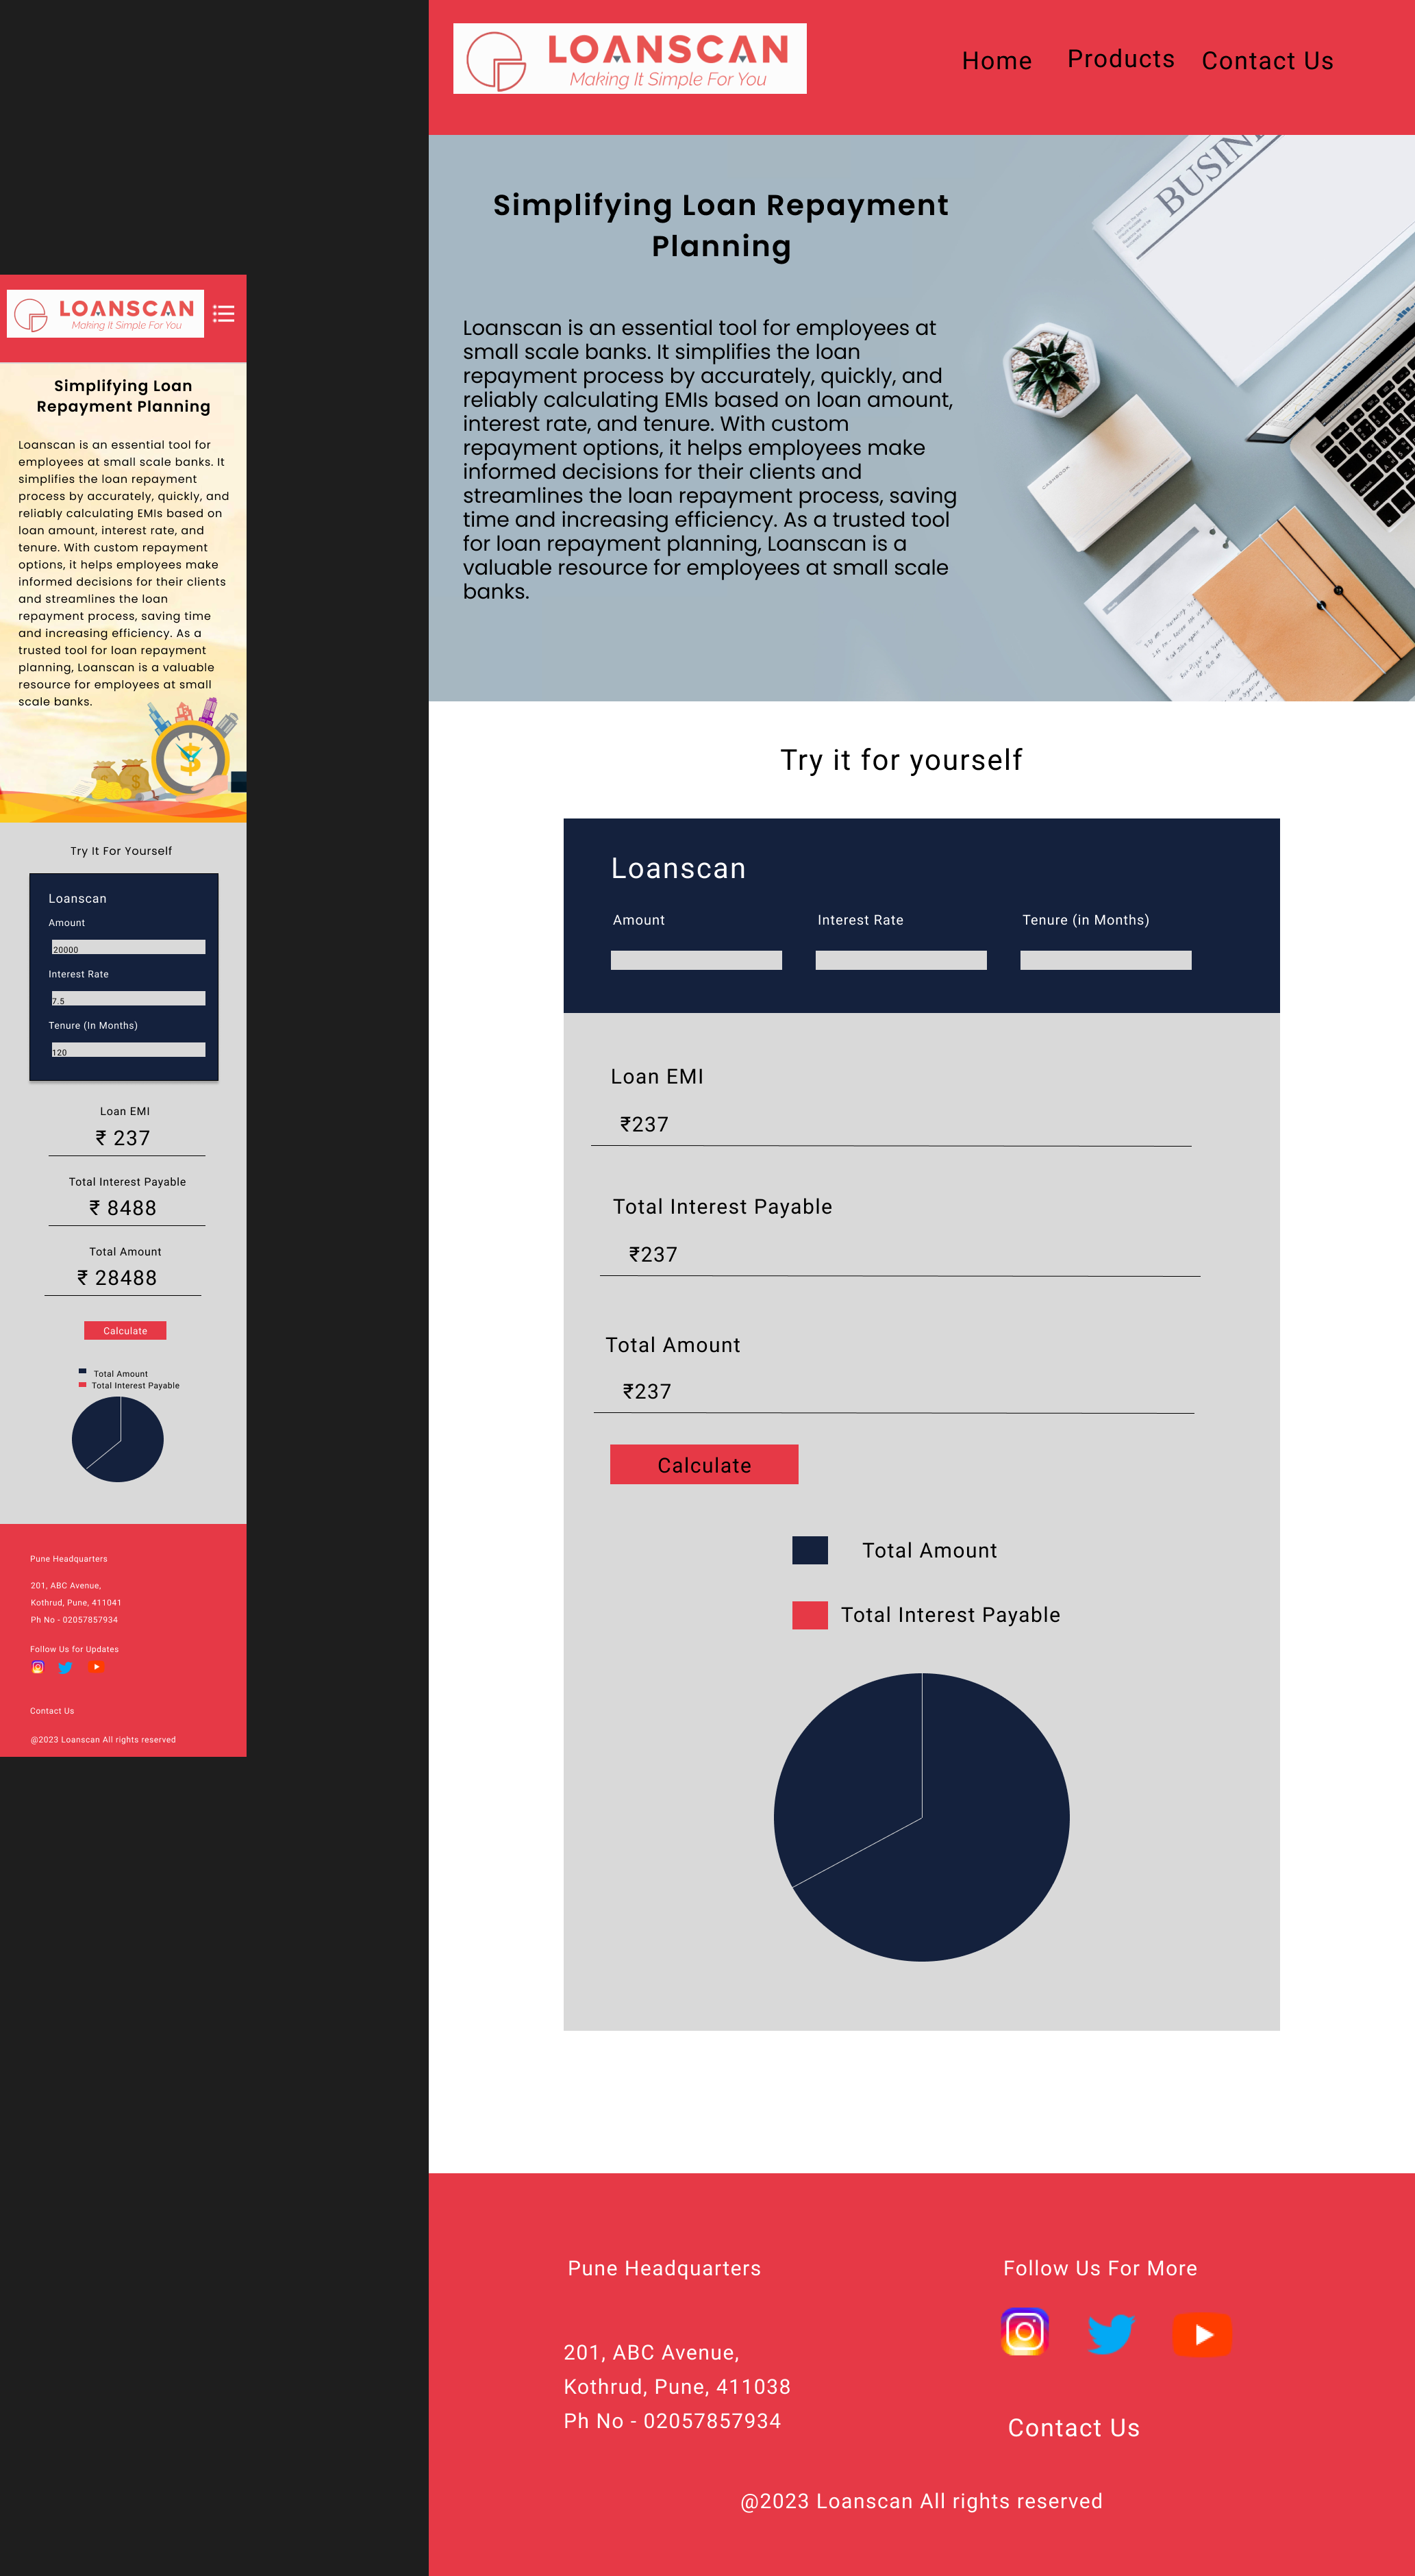 LOANSCAN
Making It Simple For You
Simplifying Loan
Repayment Planning
Loanscan is an essential tool for
employees at small scale banks. It
simplifies the loan repayment
process by accurately, quickly, and
reliably calculating EMIs based on
loan amount, interest rate, and
tenure. With custom repayment
options, it helps employees make
informed decisions for their clients
and streamlines the loan
repayment process, saving time
and increasing efficiency. As a
trusted tool for loan repayment
planning, Loanscan is a valuable
resource for employees at small
scale banks.
Try It For Yourself
Loanscan
Amount
20000
Interest Rate
7.5
Tenure (In Months)
120
Loan EMI
₹ 237
Total Interest Payable
₹ 8488
Total Amount
₹ 28488
Calculate
Total Amount
Total Interest Payable
Pune Headquarters
201, ABC Avenue,
Kothrud, Pune, 411041
Ph No - 02057857934
Follow Us for Updates
Contact Us
@2023 Loanscan All rights reserved
LOANSCAN
Making It Simple For You
Home Products Contact Us
Simplifying Loan Repayment
Planning
Loanscan is an essential tool for employees at
small scale banks. It simplifies the loan
repayment process by accurately, quickly, and
reliably calculating EMIs based on loan amount,
interest rate, and tenure. With custom
repayment options, it helps employees make
informed decisions for their clients and
streamlines the loan repayment process, saving
time and increasing efficiency. As a trusted tool
for loan repayment planning, Loanscan is a
valuable resource for employees at small scale
banks.
BUSIN
CASHBOOK
Try it for yourself
Loanscan
Amount Interest Rate Tenure (in Months)
Loan EMI
₹237
Total Interest Payable
₹237
Total Amount
₹237
Calculate
Total Amount
Total Interest Payable
Pune Headquarters
201, ABC Avenue,
Kothrud, Pune, 411038
Ph No - 02057857934
Follow Us For More
Contact Us
@2023 Loanscan All rights reserved